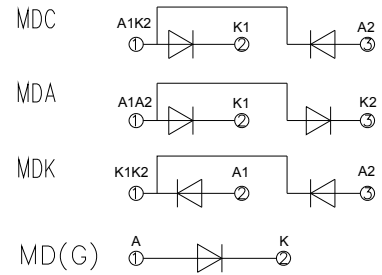 MDC A1K2 K1 A2
① ② ③
MDA A1A2 K1 K2
① ② ③
MDK K1K2 A1 A2
① ② ③
MD(G) A K
① ②